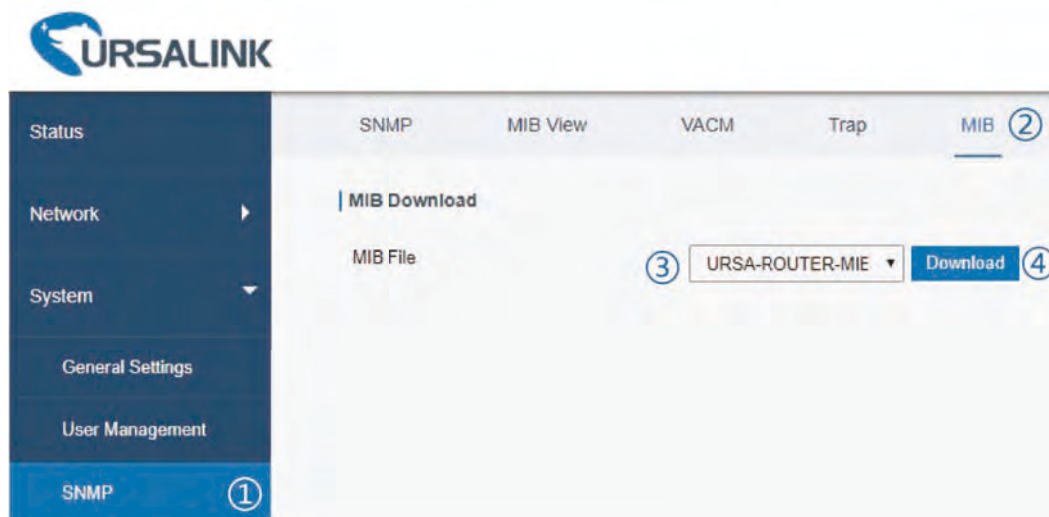 URSALINK
Status
SNMP MIB View VACM Trap MIB ②
Network
MIB Download
MIB File
③ URSA-ROUTER-MIE Download ④
System
General Settings
User Management
SNMP ①